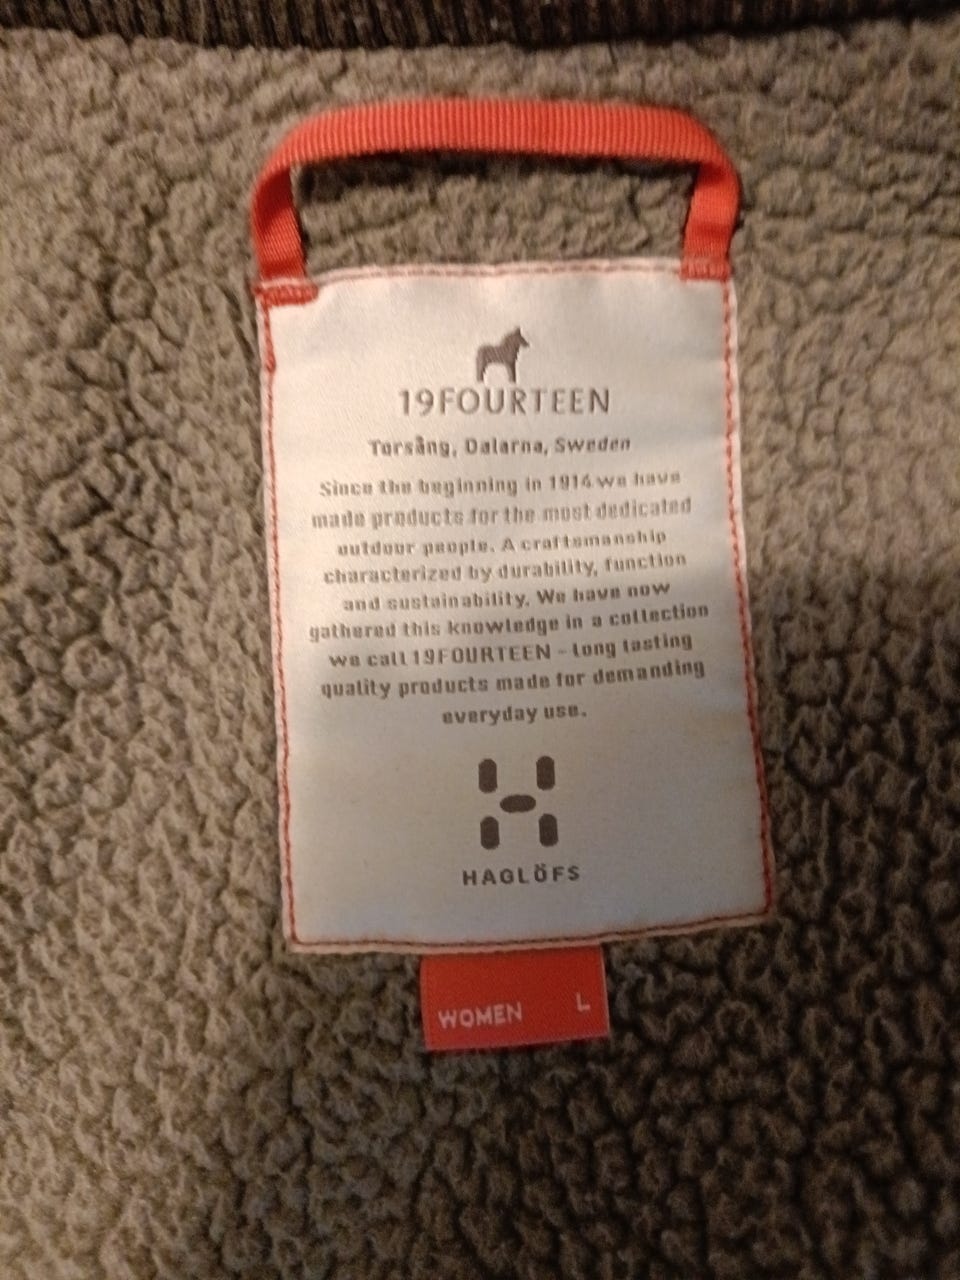 19FOURTEEN
Torsång, Dalarna, Sweden
Since the beginning in 1914 we have
made products for the most dedicated
outdoor people. A craftsmanship
characterized by durability, function
and sustainability. We have now
gathered this knowledge in a collection
we call 19FOURTEEN - long lasting
quality products made for demanding
everyday use.
HAGLÖFS
WOMEN L